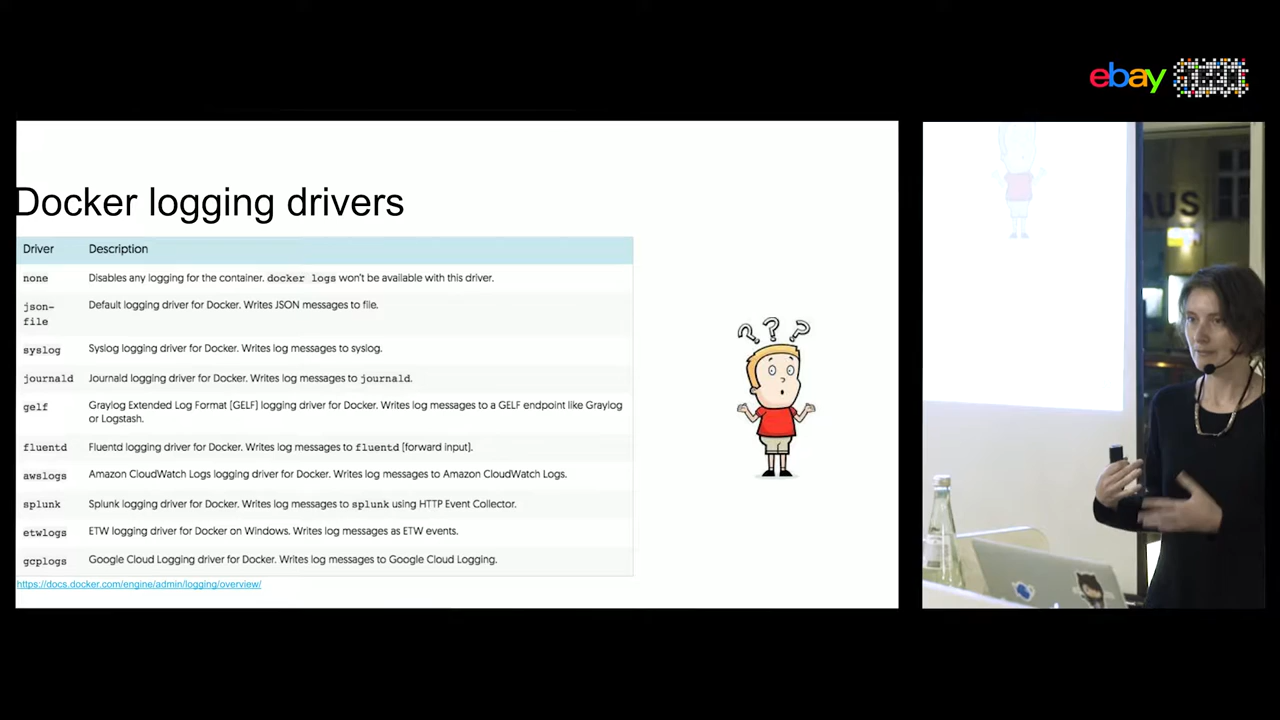 ebay
Docker logging drivers
Driver Description
none Disables any logging for the container. docker logs won't be available with this driver.
json-
file Default logging driver for Docker. Writes JSON messages to file.
syslog Syslog logging driver for Docker. Writes log messages to syslog.
journald Journald logging driver for Docker. Writes log messages to journald.
gelf Graylog Extended Log Format (GELF) logging driver for Docker. Writes log messages to a GELF endpoint like Graylog
or Logstash.
fluentd Fluentd logging driver for Docker. Writes log messages to fluentd (forward input).
awslogs Amazon CloudWatch Logs logging driver for Docker. Writes log messages to Amazon CloudWatch Logs.
splunk Splunk logging driver for Docker. Writes log messages to splunk using HTTP Event Collector.
etwlogs ETW logging driver for Docker on Windows. Writes log messages as ETW events.
gcplogs Google Cloud Logging driver for Docker. Writes log messages to Google Cloud Logging.
https://docs.docker.com/engine/admin/logging/overview/
? ? ?
AUS